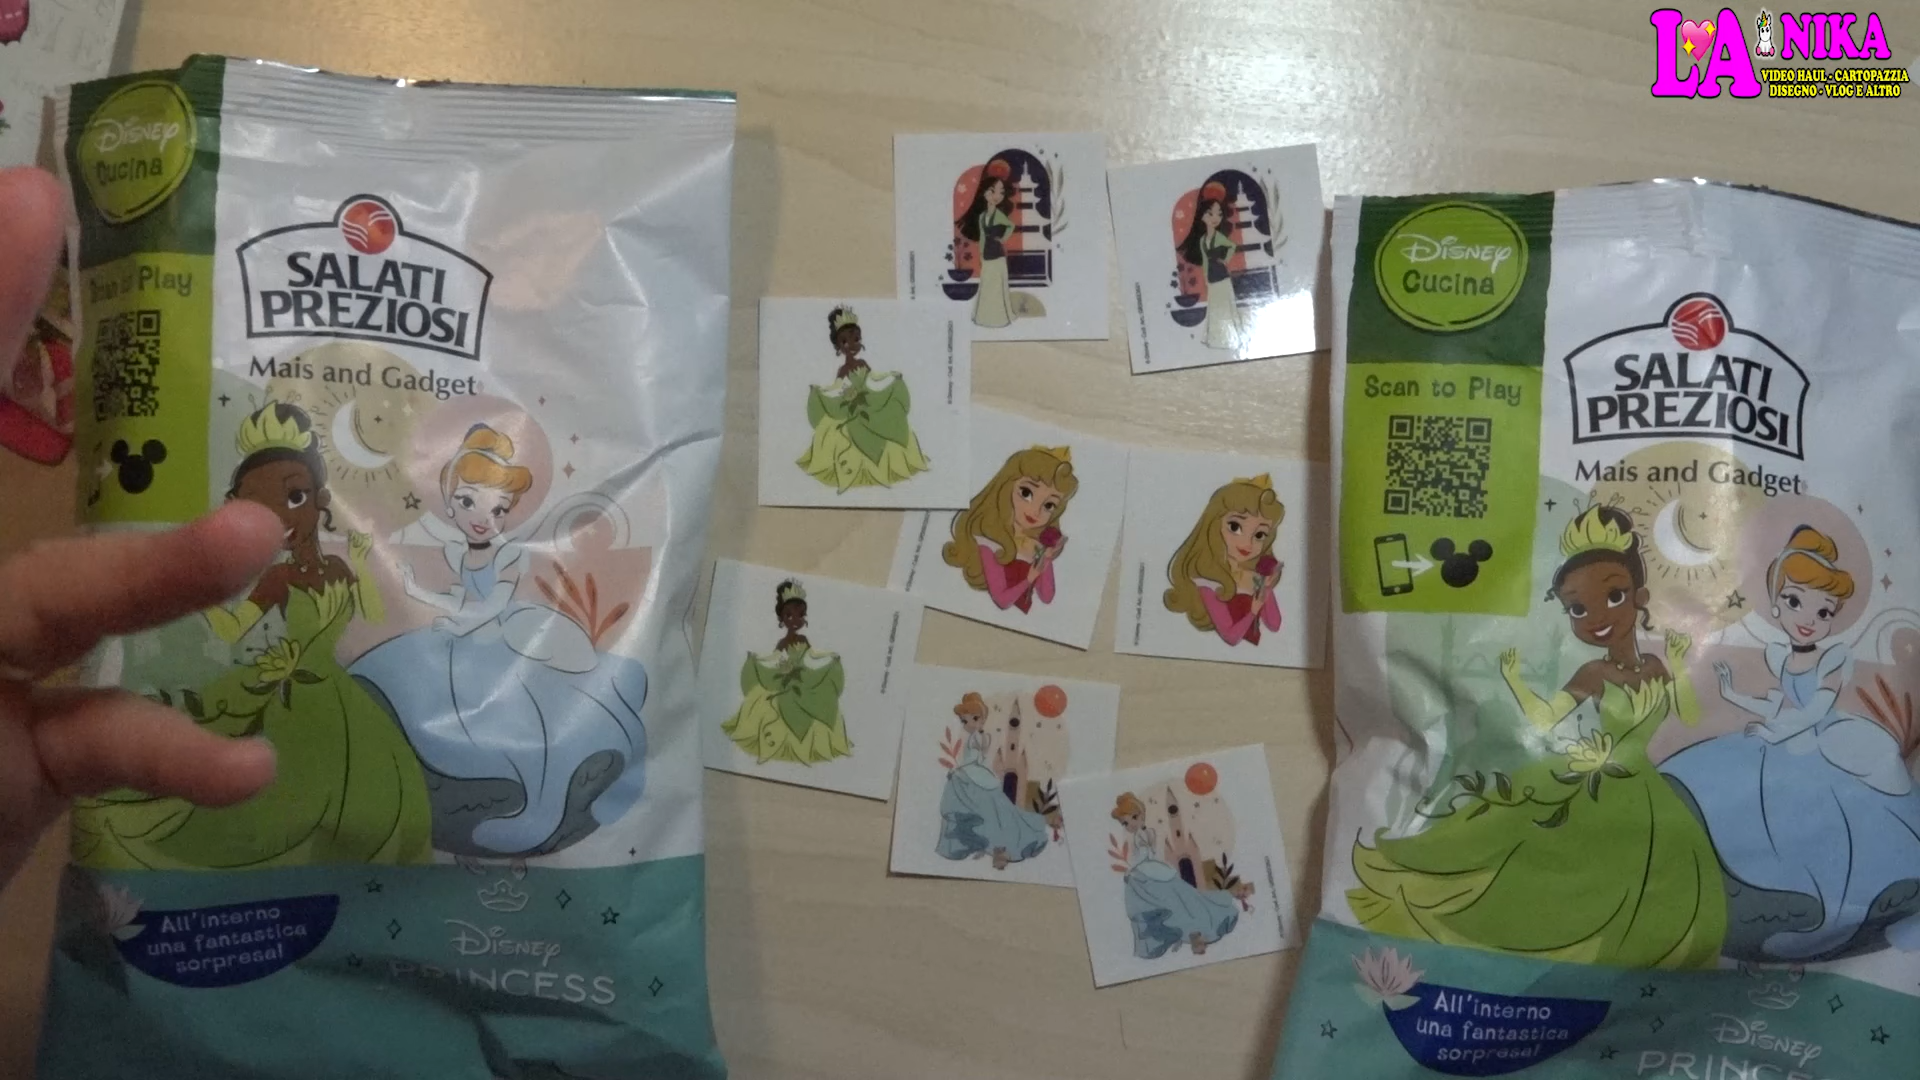 LA NIKA
VIDEO HAUL - CARTOPAZZIA
DISEGNO - VLOG E ALTRO
Disney
Cucina
Scan to Play
SALATI
PREZIOSI
Mais and Gadget
All'interno
una fantastica
sorpresa!
Disney
PRINCESS
Disney
Cucina
Scan to Play
SALATI
PREZIOSI
Mais and Gadget
All'interno
una fantastica
sorpresa!
Disney